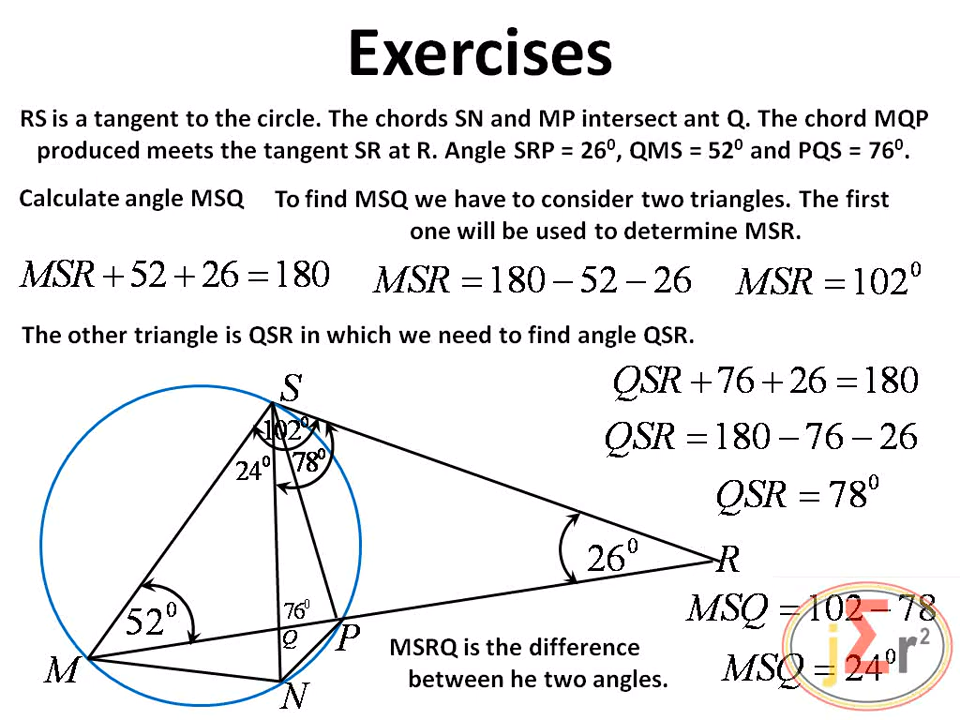 Exercises
RS is a tangent to the circle. The chords SN and MP intersect ant Q. The chord MQP
produced meets the tangent SR at R. Angle SRP = 26⁰, QMS = 52⁰ and PQS = 76⁰.
Calculate angle MSQ
To find MSQ we have to consider two triangles. The first
one will be used to determine MSR.
MSR + 52 + 26 = 180
MSR = 180 − 52 − 26
MSR = 102⁰
The other triangle is QSR in which we need to find angle QSR.
QSR + 76 + 26 = 180
QSR = 180 − 76 − 26
QSR = 78⁰
S
102⁰
24⁰
78⁰
26⁰
R
52⁰
76⁰
Q
P
M
N
MSRQ is the difference
between he two angles.
MSQ = 102 − 78
MSQ = 24⁰
jΣr²